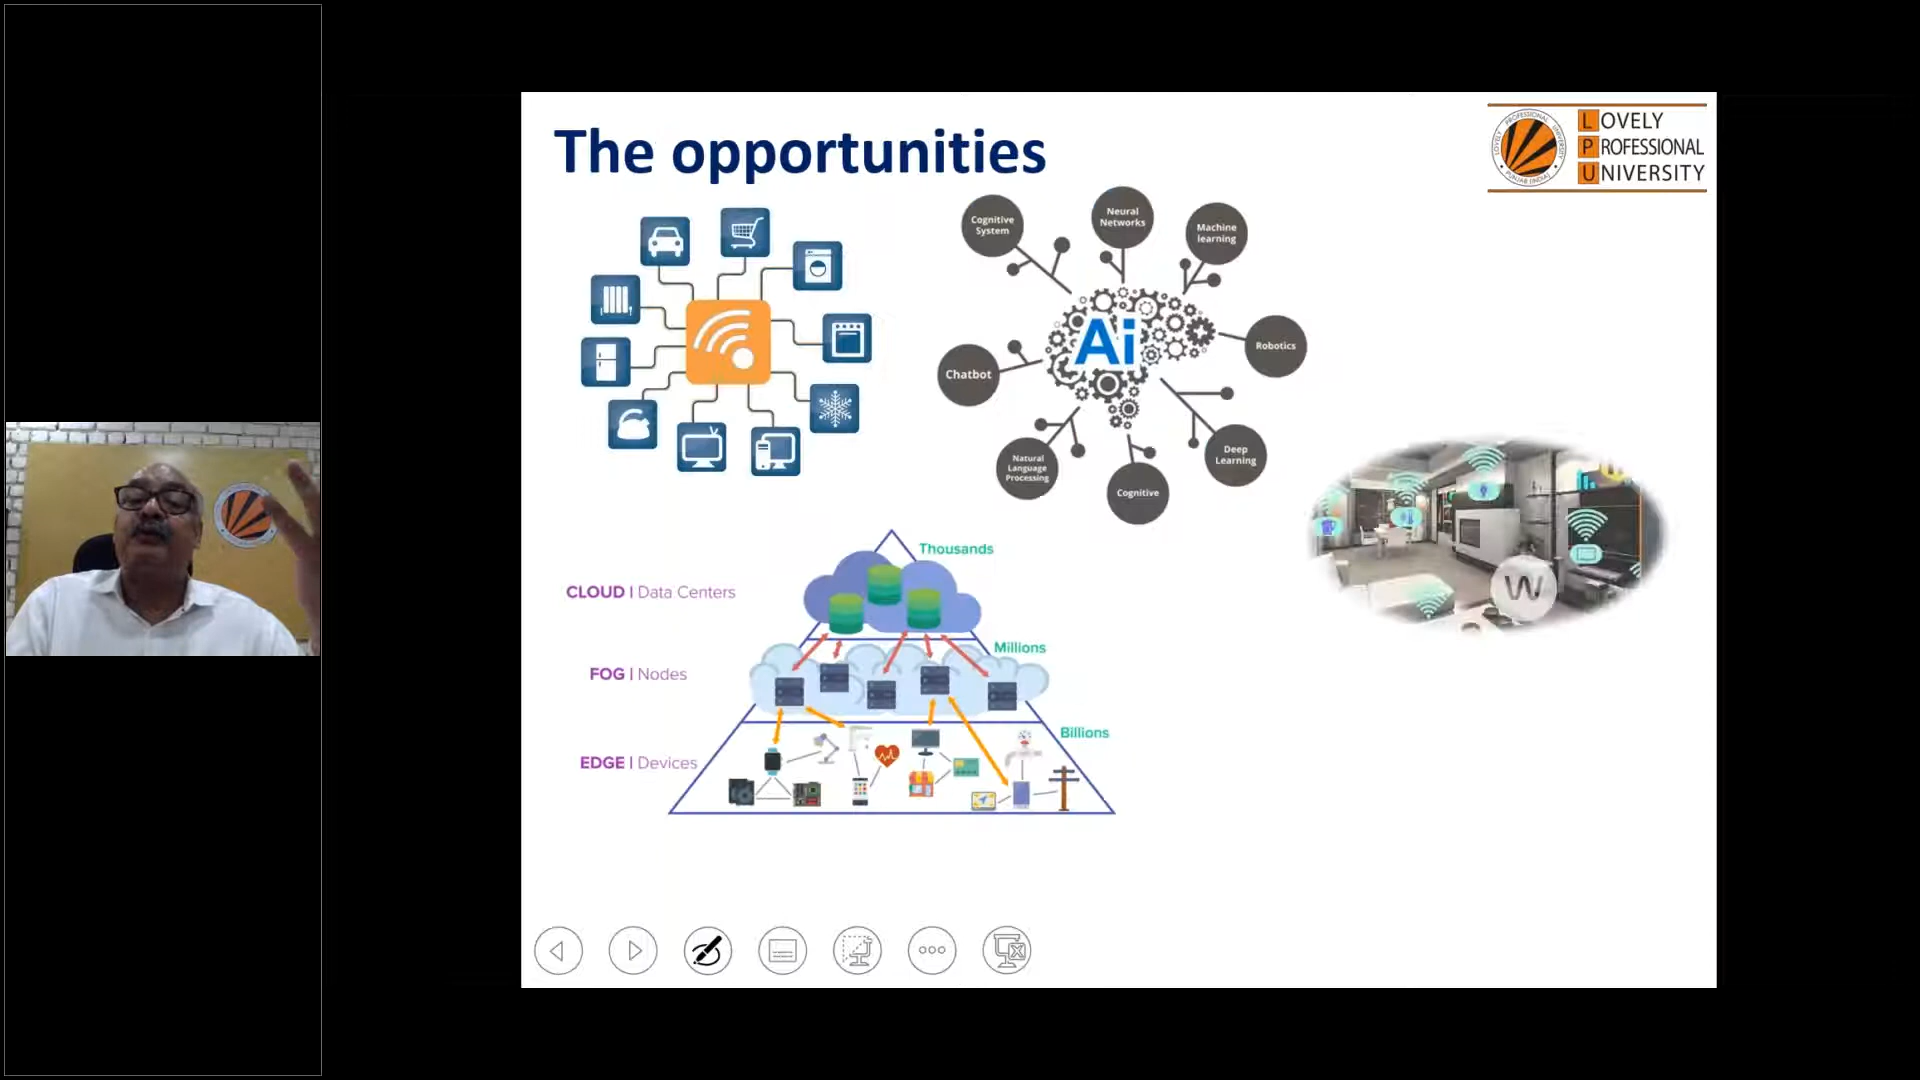 The opportunities
LOVELY
PROFESSIONAL
UNIVERSITY
Cognitive
System
Neural
Networks
Machine
learning
Ai
Robotics
Chatbot
Deep
Learning
Natural
Language
Processing
Cognitive
W
Thousands
CLOUD | Data Centers
Millions
FOG | Nodes
Billions
EDGE | Devices